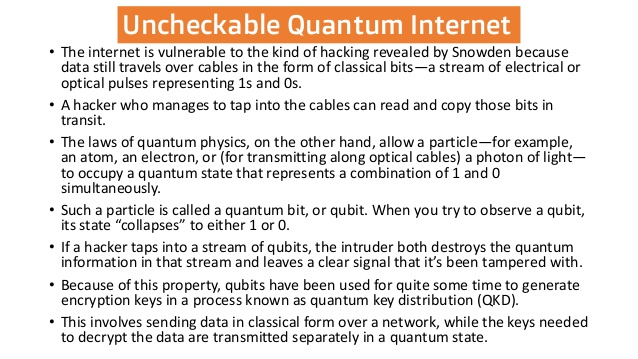 Uncheckable Quantum Internet
• The internet is vulnerable to the kind of hacking revealed by Snowden because
data still travels over cables in the form of classical bits—a stream of electrical or
optical pulses representing 1s and 0s.
• A hacker who manages to tap into the cables can read and copy those bits in
transit.
• The laws of quantum physics, on the other hand, allow a particle—for example,
an atom, an electron, or (for transmitting along optical cables) a photon of light—
to occupy a quantum state that represents a combination of 1 and 0
simultaneously.
• Such a particle is called a quantum bit, or qubit. When you try to observe a qubit,
its state “collapses” to either 1 or 0.
• If a hacker taps into a stream of qubits, the intruder both destroys the quantum
information in that stream and leaves a clear signal that it’s been tampered with.
• Because of this property, qubits have been used for quite some time to generate
encryption keys in a process known as quantum key distribution (QKD).
• This involves sending data in classical form over a network, while the keys needed
to decrypt the data are transmitted separately in a quantum state.